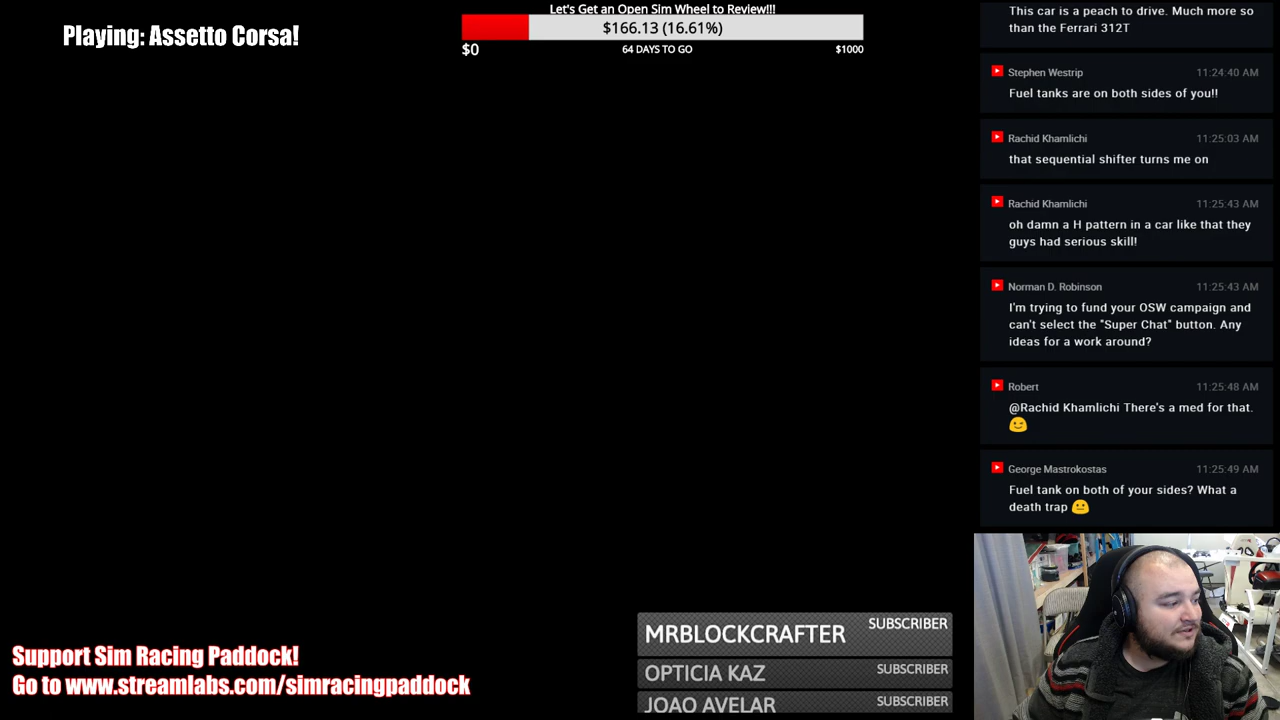 Playing: Assetto Corsa!
Let's Get an Open Sim Wheel to Review!!!
$166.13 (16.61%)
$0
64 DAYS TO GO
$1000
This car is a peach to drive. Much more so
than the Ferrari 312T
Stephen Westrip
11:24:40 AM
Fuel tanks are on both sides of you!!
Rachid Khamlichi
11:25:03 AM
that sequential shifter turns me on
Rachid Khamlichi
11:25:43 AM
oh damn a H pattern in a car like that they
guys had serious skill!
Norman D. Robinson
11:25:43 AM
I'm trying to fund your OSW campaign and
can't select the "Super Chat" button. Any
ideas for a work around?
Robert
11:25:48 AM
@Rachid Khamlichi There's a med for that.
George Mastrokostas
11:25:49 AM
Fuel tank on both of your sides? What a
death trap
MRBLOCKCRAFTER
SUBSCRIBER
OPTICIA KAZ
SUBSCRIBER
JOAO AVELAR
SUBSCRIBER
Support Sim Racing Paddock!
Go to www.streamlabs.com/simracingpaddock